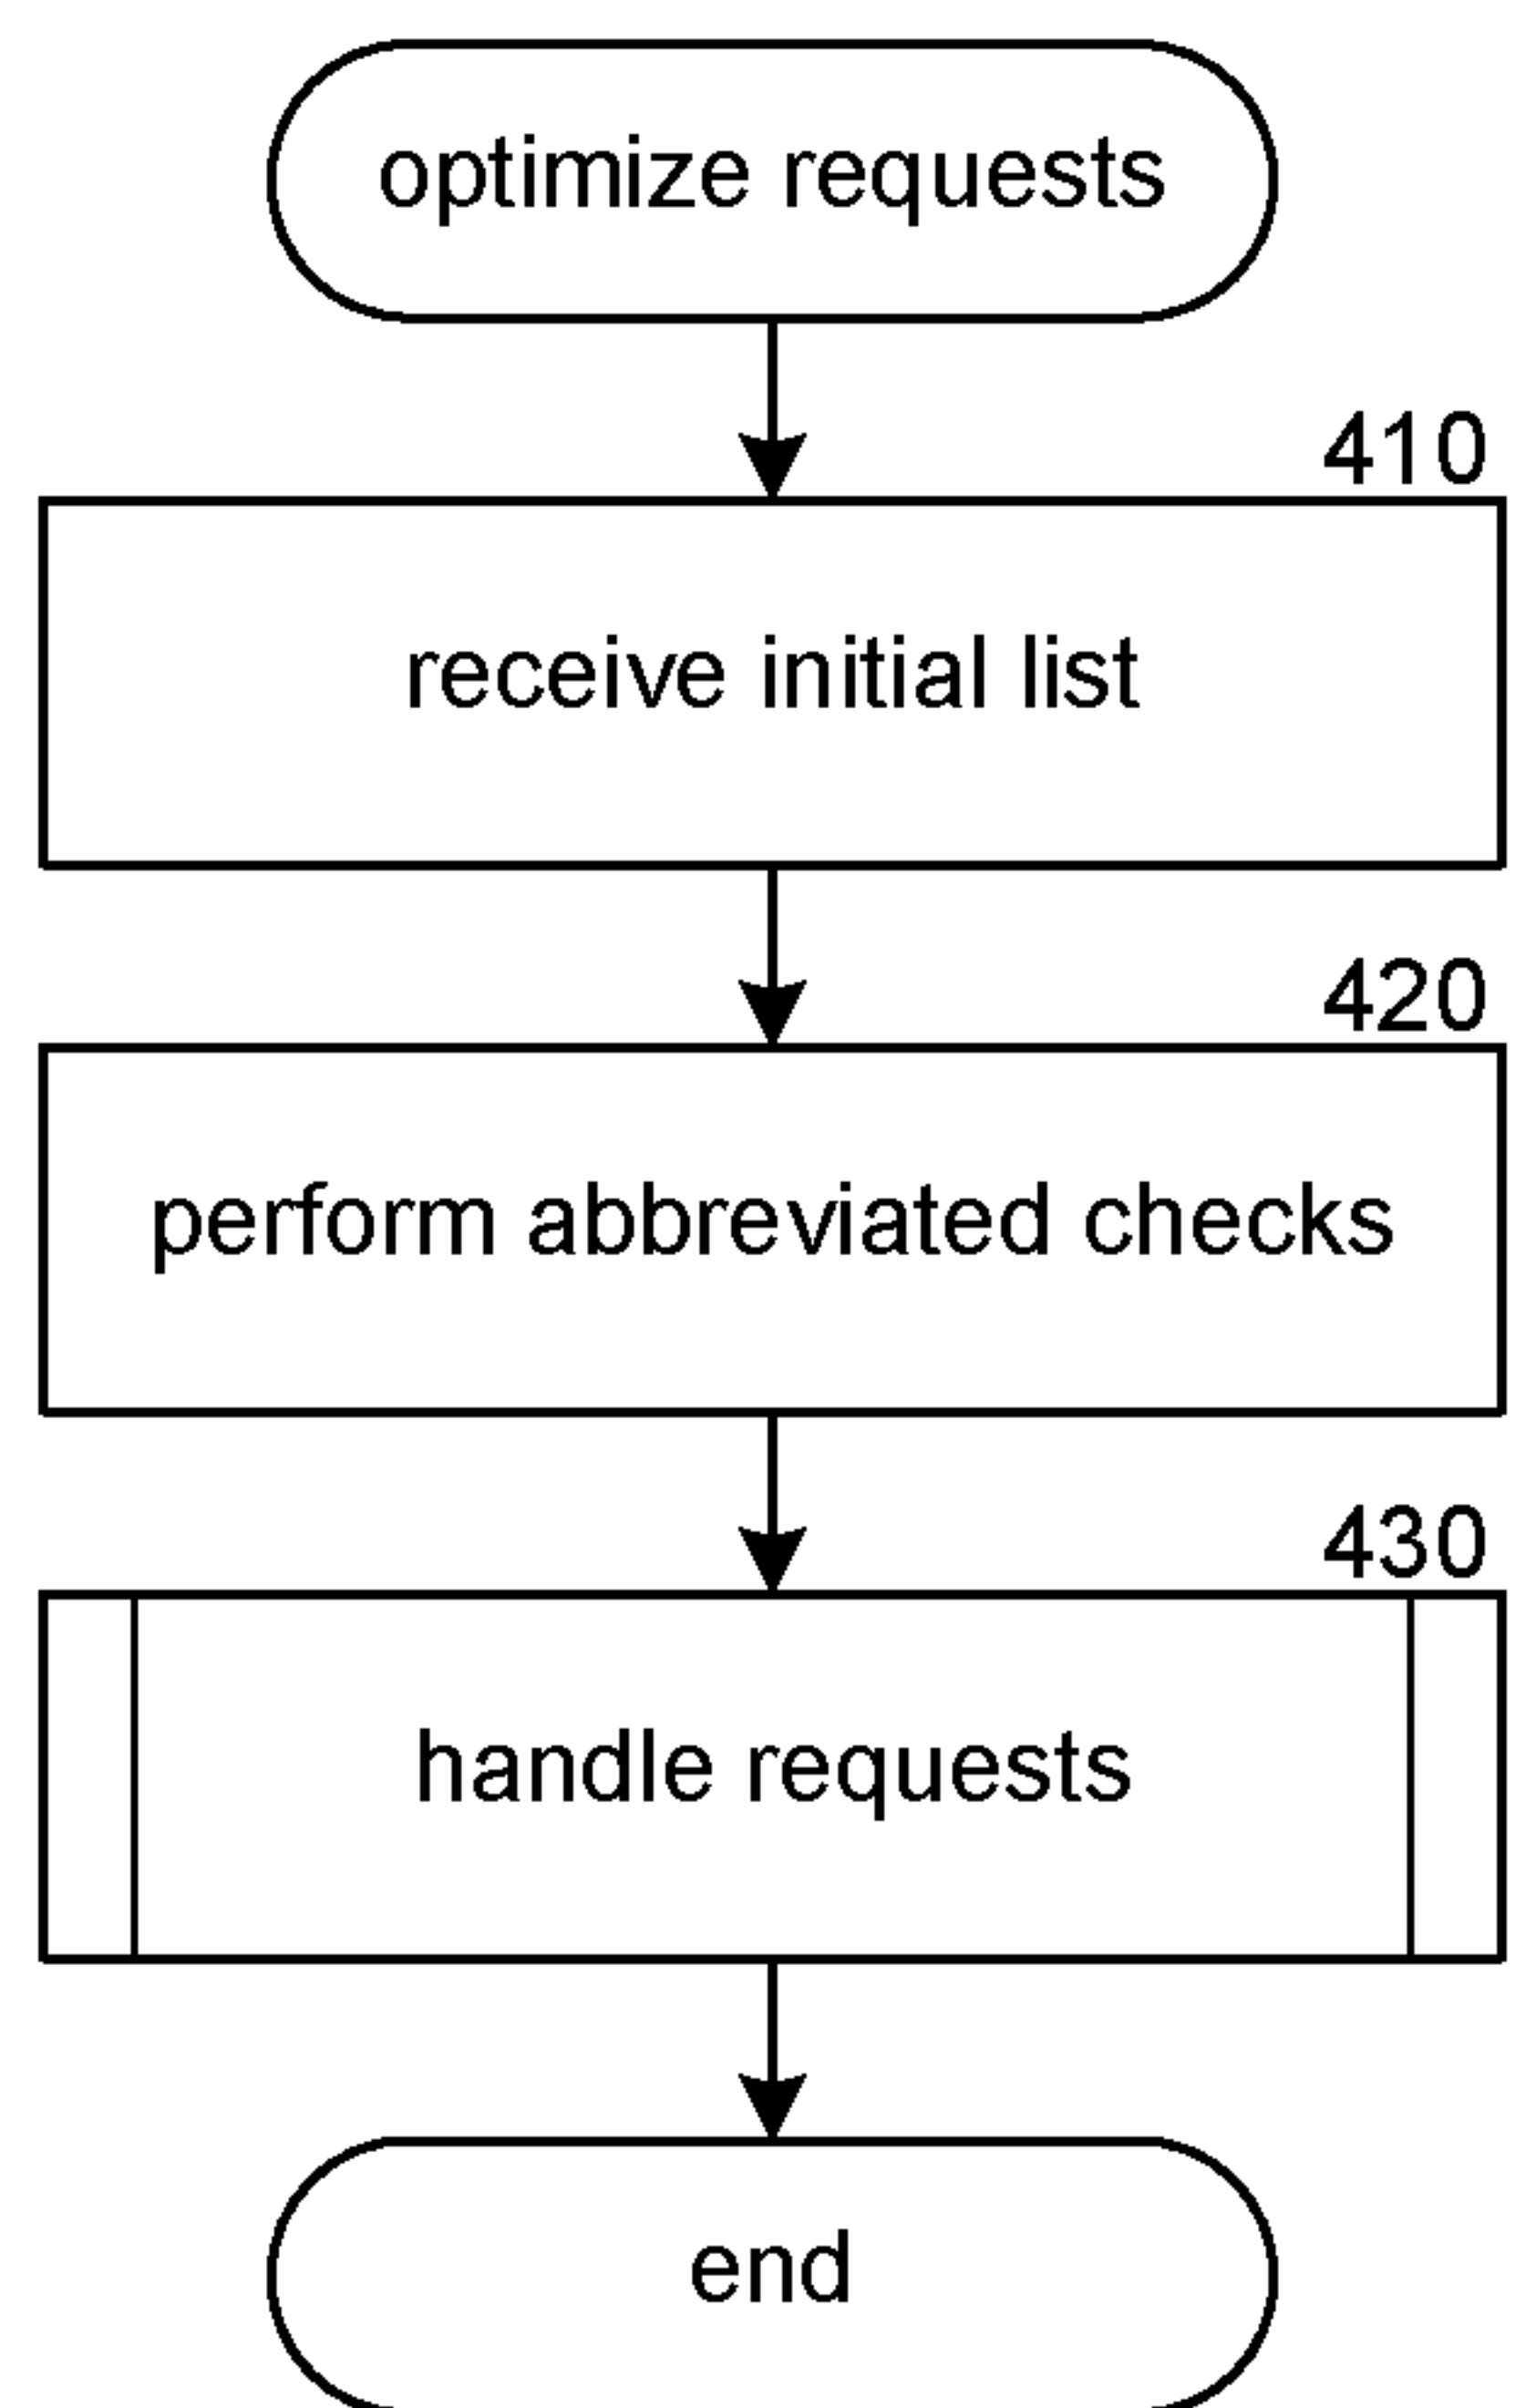 optimize requests
410
receive initial list
420
perform abbreviated checks
430
handle requests
end